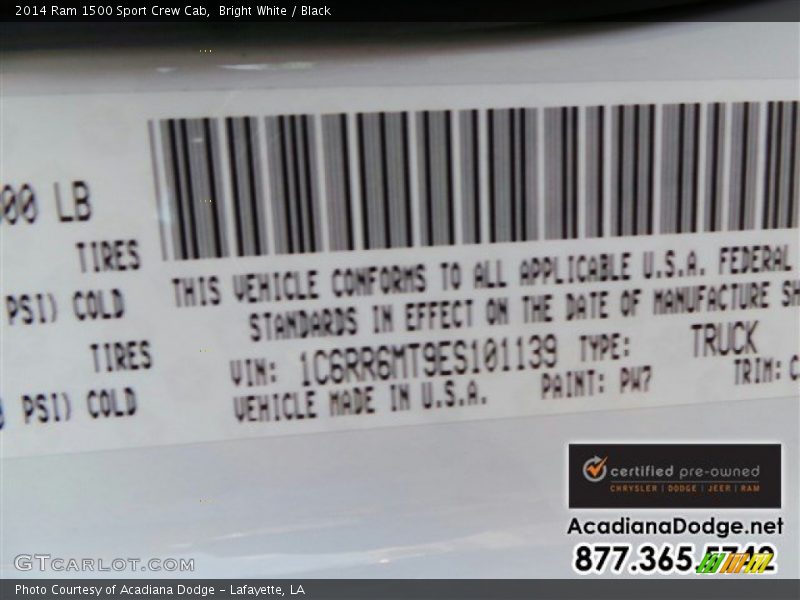 2014 Ram 1500 Sport Crew Cab, Bright White / Black
00 LB
TIRES
PSI) COLD
TIRES
PSI) COLD
THIS VEHICLE CONFORMS TO ALL APPLICABLE U.S.A. FEDERAL
STANDARDS IN EFFECT ON THE DATE OF MANUFACTURE SH
VIN: 1C6RR6MT9ES101139 TYPE: TRUCK
VEHICLE MADE IN U.S.A. PAINT: PW7 TRIM: C
certified pre-owned
CHRYSLER | DODGE | JEEP | RAM
AcadianaDodge.net
877.365.5742
GTCARLOT.COM
Photo Courtesy of Acadiana Dodge - Lafayette, LA